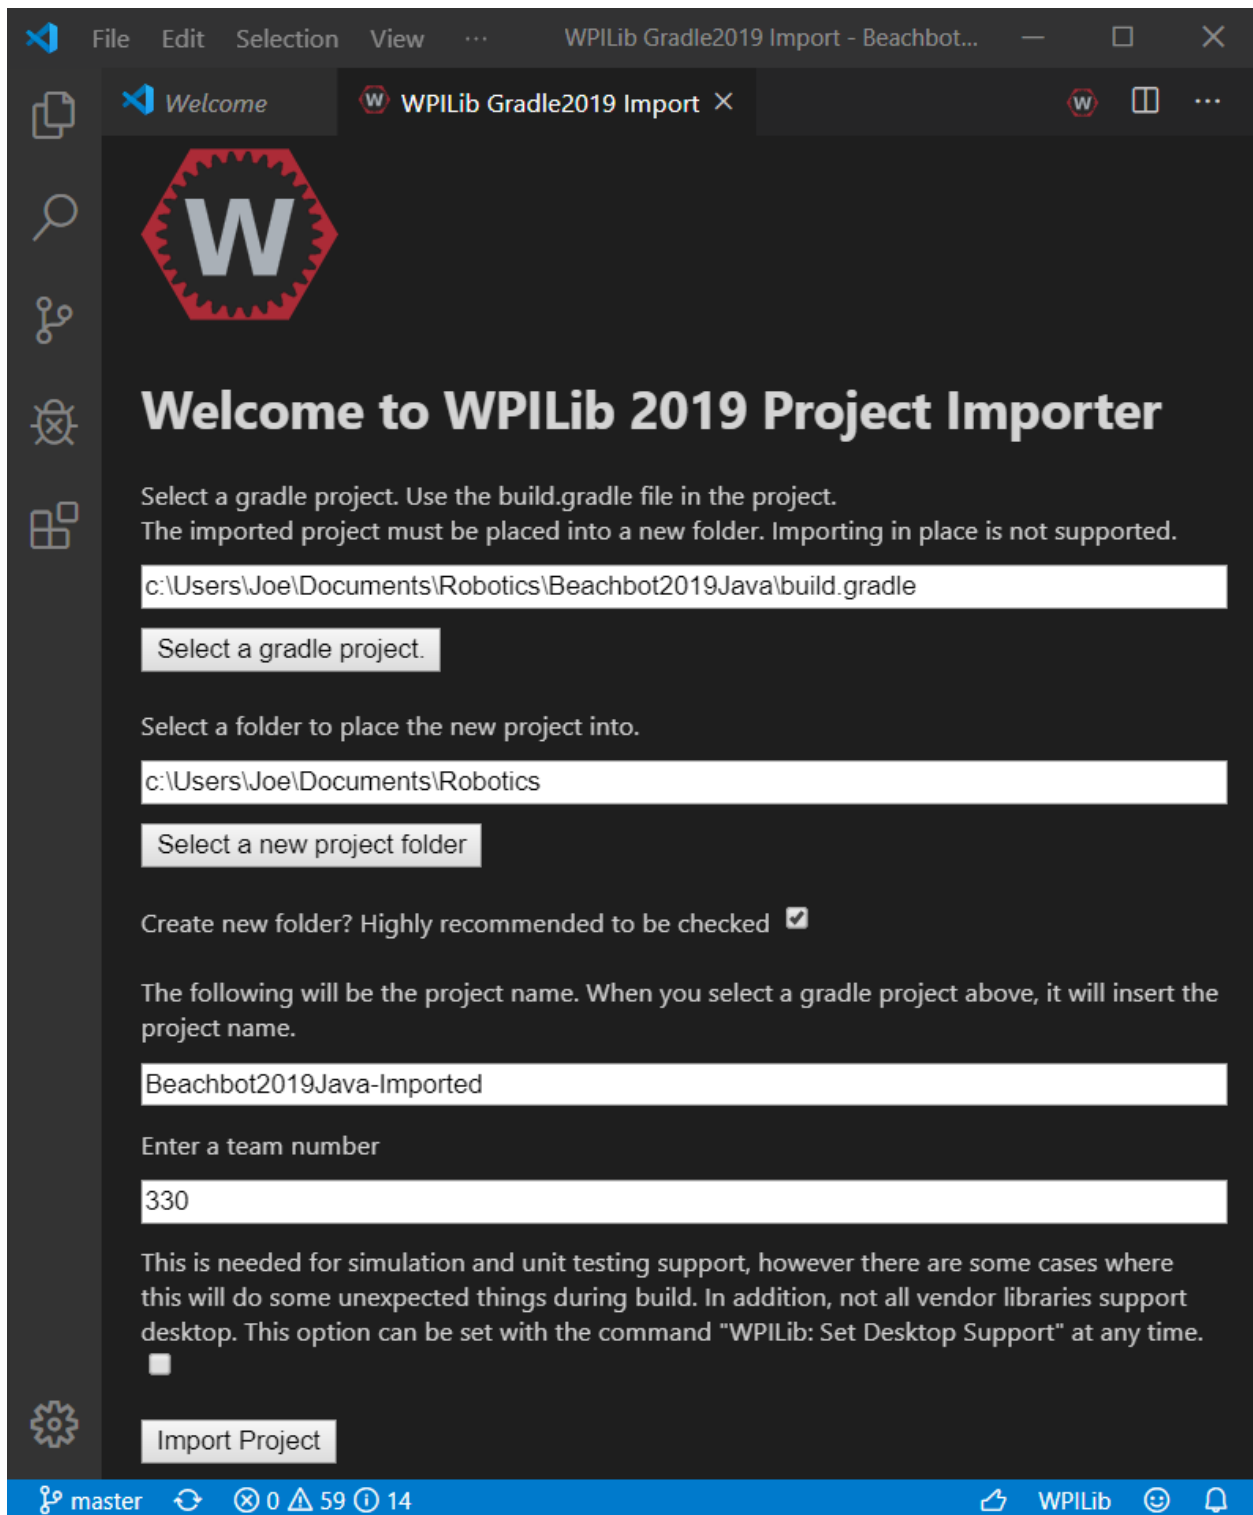 File Edit Selection View ··· WPILib Gradle2019 Import - Beachbot...
Welcome
WPILib Gradle2019 Import
W
Welcome to WPILib 2019 Project Importer
Select a gradle project. Use the build.gradle file in the project.
The imported project must be placed into a new folder. Importing in place is not supported.
c:\Users\Joe\Documents\Robotics\Beachbot2019Java\build.gradle
Select a gradle project.
Select a folder to place the new project into.
c:\Users\Joe\Documents\Robotics
Select a new project folder
Create new folder? Highly recommended to be checked
The following will be the project name. When you select a gradle project above, it will insert the
project name.
Beachbot2019Java-Imported
Enter a team number
330
This is needed for simulation and unit testing support, however there are some cases where
this will do some unexpected things during build. In addition, not all vendor libraries support
desktop. This option can be set with the command "WPILib: Set Desktop Support" at any time.
Import Project
master 0 59 14 WPILib